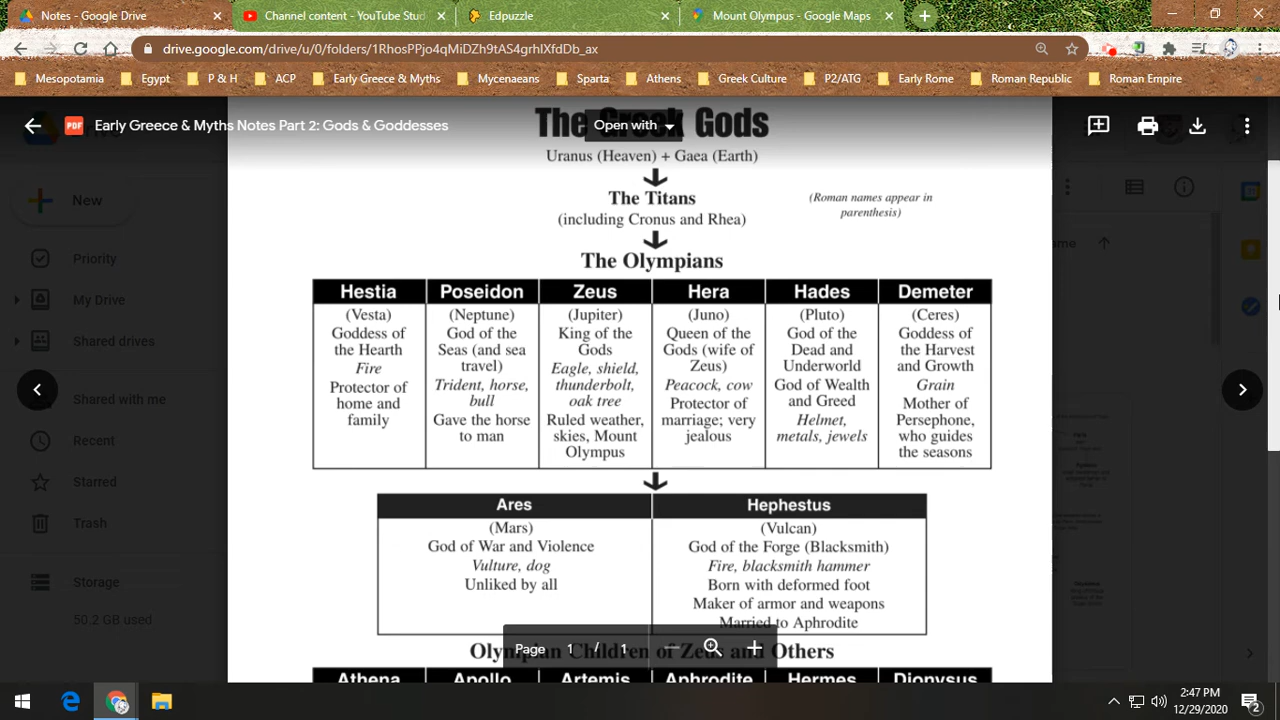 Notes - Google Drive
Channel content - YouTube Stud
Edpuzzle
Mount Olympus - Google Maps
drive.google.com/drive/u/0/folders/1RhosPPjo4qMiDZh9tAS4grhlXfdDb_ax
Mesopotamia
Egypt
P & H
ACP
Early Greece & Myths
Mycenaeans
Sparta
Athens
Greek Culture
P2/ATG
Early Rome
Roman Republic
Roman Empire
PDF
Early Greece & Myths Notes Part 2: Gods & Goddesses
Open with
The Greek Gods
Uranus (Heaven) + Gaea (Earth)
The Titans
(including Cronus and Rhea)
(Roman names appear in
parenthesis)
The Olympians
Hestia
(Vesta)
Goddess of
the Hearth
Fire
Protector of
home and
family
Poseidon
(Neptune)
God of the
Seas (and sea
travel)
Trident, horse,
bull
Gave the horse
to man
Zeus
(Jupiter)
King of the
Gods
Eagle, shield,
thunderbolt,
oak tree
Ruled weather,
skies, Mount
Olympus
Hera
(Juno)
Queen of the
Gods (wife of
Zeus)
Peacock, cow
Protector of
marriage; very
jealous
Hades
(Pluto)
God of the
Dead and
Underworld
God of Wealth
and Greed
Helmet,
metals, jewels
Demeter
(Ceres)
Goddess of
the Harvest
and Growth
Grain
Mother of
Persephone,
who guides
the seasons
Ares
(Mars)
God of War and Violence
Vulture, dog
Unliked by all
Hephestus
(Vulcan)
God of the Forge (Blacksmith)
Fire, blacksmith hammer
Born with deformed foot
Maker of armor and weapons
Married to Aphrodite
Olympian Children of Zeus and Others
Athena
Apollo
Artemis
Aphrodite
Hermes
Dionysus
Page 1 / 1
New
Priority
My Drive
Shared drives
Shared with me
Recent
Starred
Trash
Storage
50.2 GB used
ame
2:47 PM
12/29/2020
2